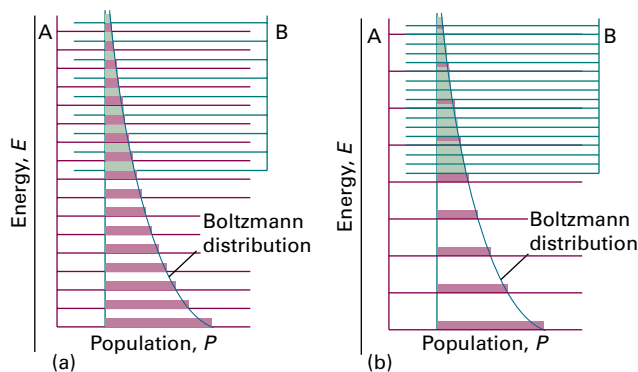 A
B
Energy, E
Boltzmann
distribution
Population, P
(a)
A
B
Energy, E
Boltzmann
distribution
Population, P
(b)